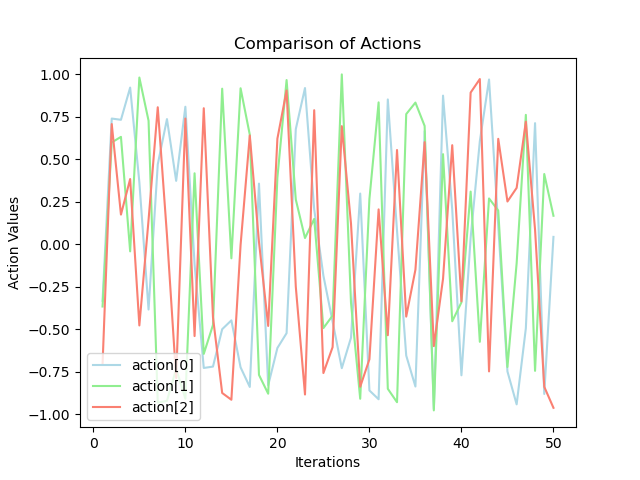 Comparison of Actions
Action Values
1.00
0.75
0.50
0.25
0.00
−0.25
−0.50
−0.75
−1.00
action[0]
action[1]
action[2]
0
10
20
30
40
50
Iterations